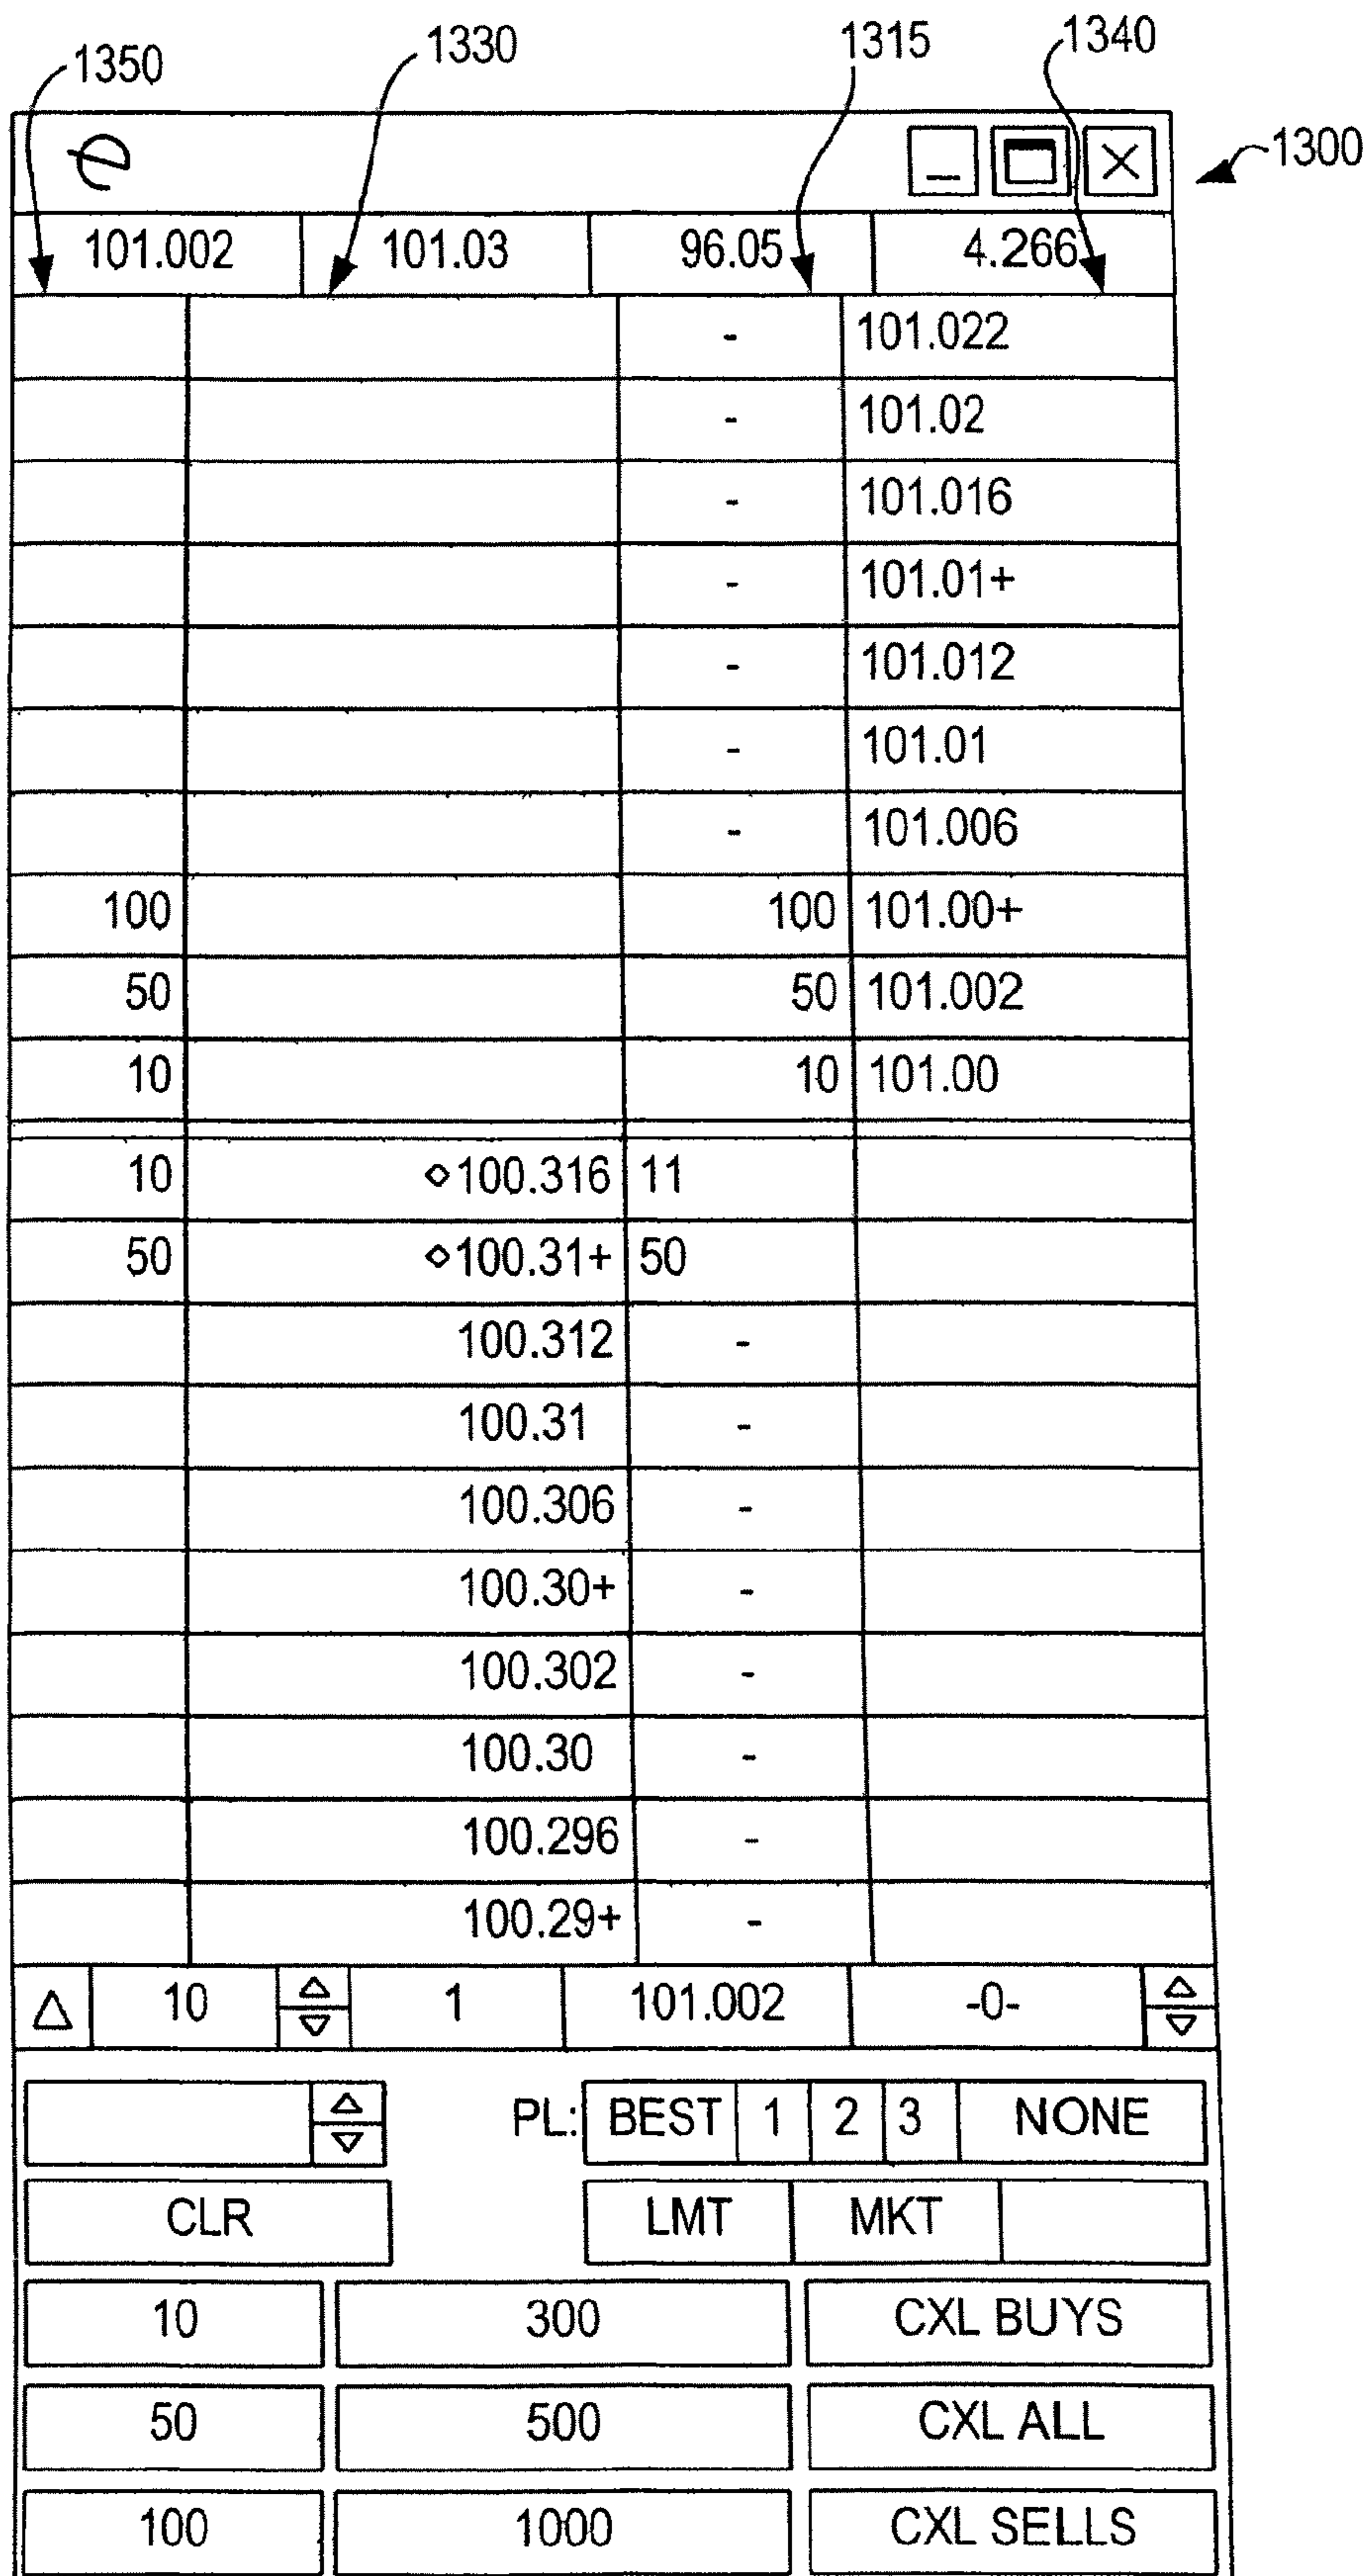 1350 1330 1315 1340
1300
101.002 101.03 96.05 4.266
- 101.022
- 101.02
- 101.016
- 101.01+
- 101.012
- 101.01
- 101.006
100 100 101.00+
50 50 101.002
10 10 101.00
10 ◇100.316 11
50 ◇100.31+ 50
100.312 -
100.31 -
100.306 -
100.30+ -
100.302 -
100.30 -
100.296 -
100.29+ -
10 1 101.002 -0-
PL: BEST 1 2 3 NONE
CLR LMT MKT
10 300 CXL BUYS
50 500 CXL ALL
100 1000 CXL SELLS